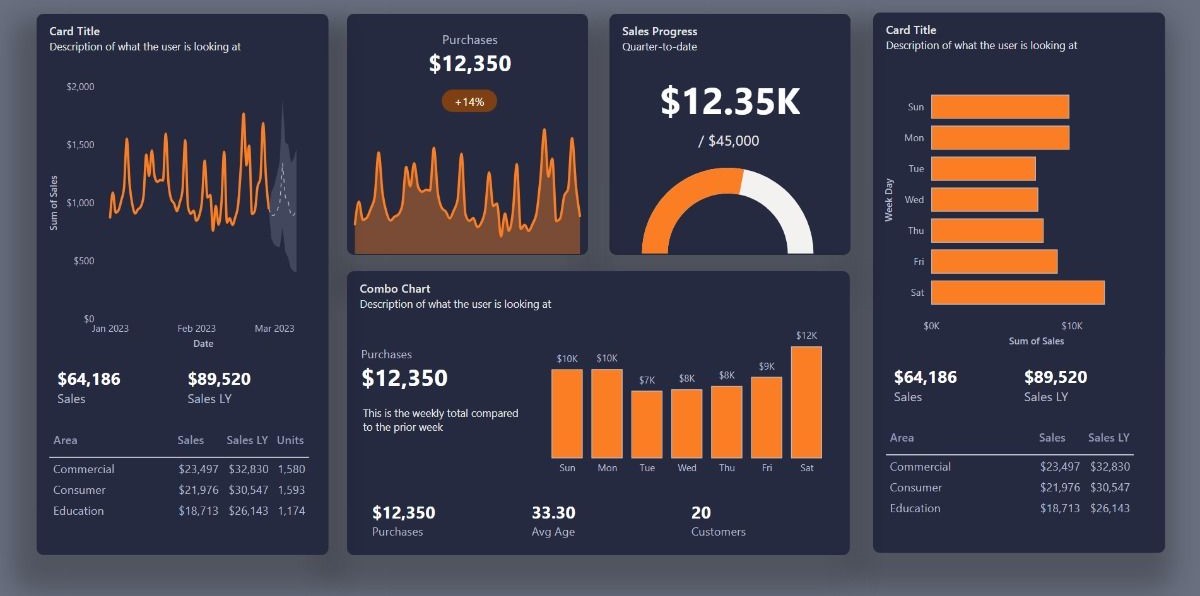 Card Title
Description of what the user is looking at
$2,000
$1,500
$1,000
$500
$0
Sum of Sales
Jan 2023 Feb 2023 Mar 2023
Date
$64,186 $89,520
Sales Sales LY
Area Sales Sales LY Units
Commercial $23,497 $32,830 1,580
Consumer $21,976 $30,547 1,593
Education $18,713 $26,143 1,174
Purchases
$12,350
+14%
Sales Progress
Quarter-to-date
$12.35K
/ $45,000
Combo Chart
Description of what the user is looking at
Purchases
$12,350
This is the weekly total compared
to the prior week
$10K $10K $7K $8K $8K $9K $12K
Sun Mon Tue Wed Thu Fri Sat
$12,350 33.30 20
Purchases Avg Age Customers
Card Title
Description of what the user is looking at
Week Day
Sun
Mon
Tue
Wed
Thu
Fri
Sat
$0K $10K
Sum of Sales
$64,186 $89,520
Sales Sales LY
Area Sales Sales LY
Commercial $23,497 $32,830
Consumer $21,976 $30,547
Education $18,713 $26,143